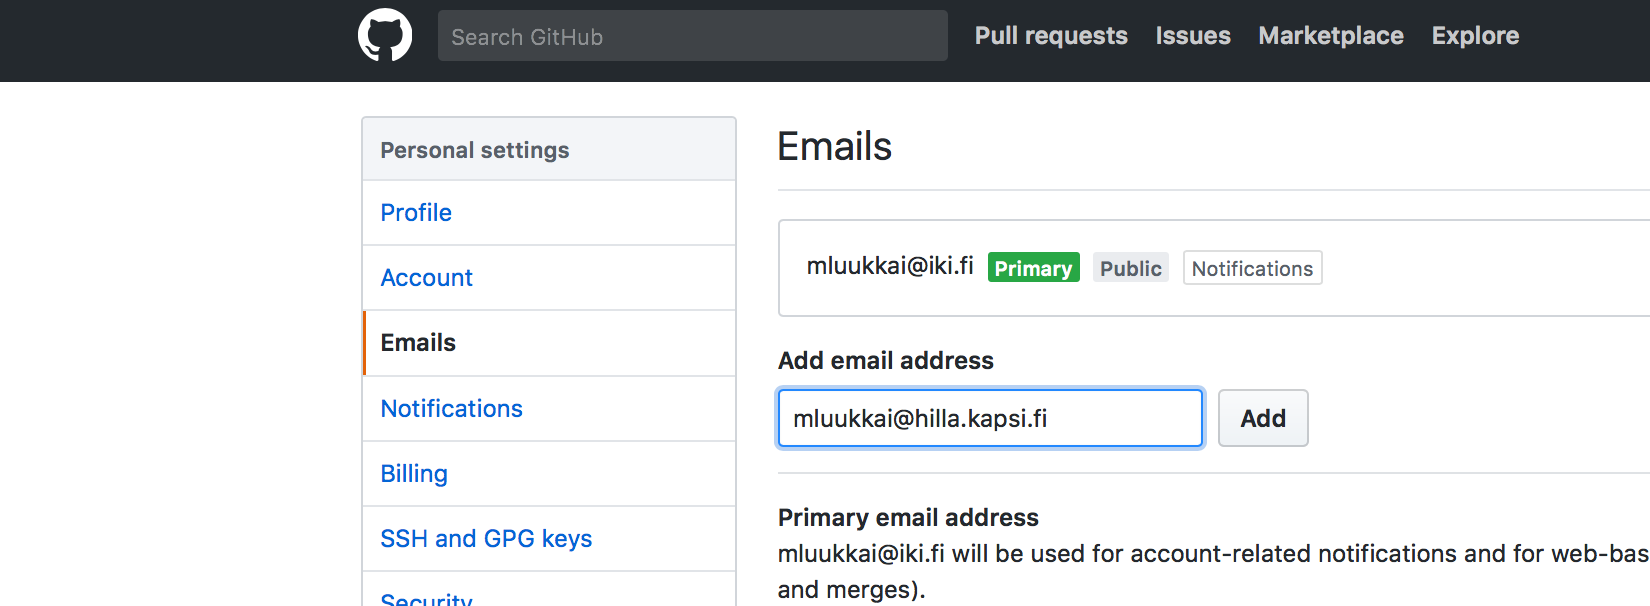 Search GitHub
Pull requests Issues Marketplace Explore
Personal settings
Profile
Account
Emails
Notifications
Billing
SSH and GPG keys
Security
Emails
mluukkai@iki.fi Primary Public Notifications
Add email address
mluukkai@hilla.kapsi.fi Add
Primary email address
mluukkai@iki.fi will be used for account-related notifications and for web-bas
and merges).